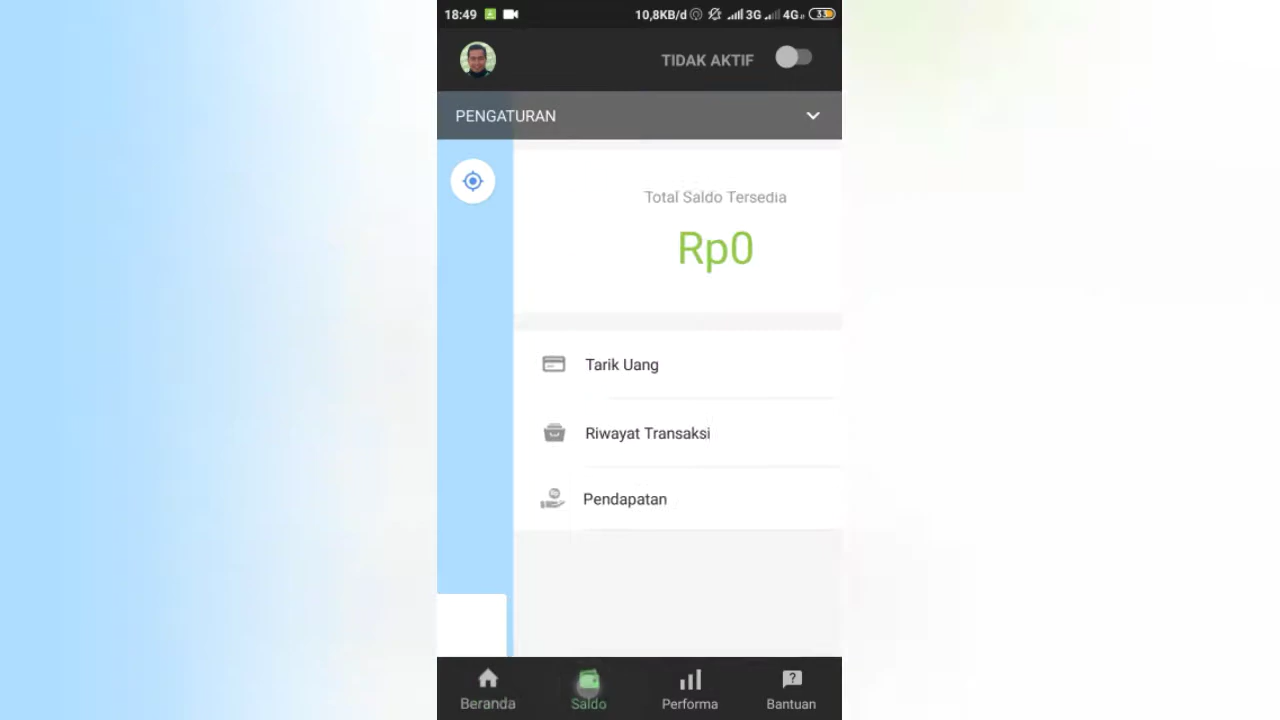 18:49 10,8KB/d 3G 4G 33
TIDAK AKTIF
PENGATURAN
Total Saldo Tersedia
Rp0
Tarik Uang
Riwayat Transaksi
Pendapatan
Beranda Saldo Performa Bantuan